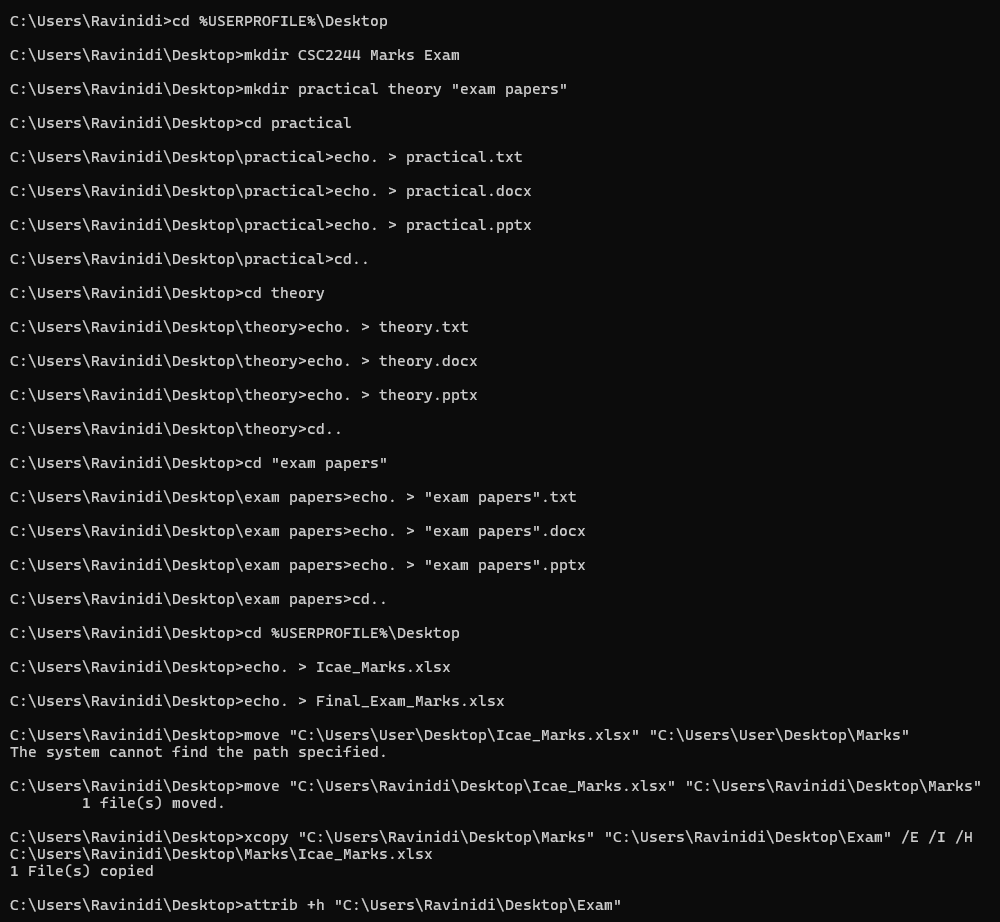 C:\Users\Ravinidi>cd %USERPROFILE%\Desktop
C:\Users\Ravinidi\Desktop>mkdir CSC2244 Marks Exam
C:\Users\Ravinidi\Desktop>mkdir practical theory "exam papers"
C:\Users\Ravinidi\Desktop>cd practical
C:\Users\Ravinidi\Desktop\practical>echo. > practical.txt
C:\Users\Ravinidi\Desktop\practical>echo. > practical.docx
C:\Users\Ravinidi\Desktop\practical>echo. > practical.pptx
C:\Users\Ravinidi\Desktop\practical>cd..
C:\Users\Ravinidi\Desktop>cd theory
C:\Users\Ravinidi\Desktop\theory>echo. > theory.txt
C:\Users\Ravinidi\Desktop\theory>echo. > theory.docx
C:\Users\Ravinidi\Desktop\theory>echo. > theory.pptx
C:\Users\Ravinidi\Desktop\theory>cd..
C:\Users\Ravinidi\Desktop>cd "exam papers"
C:\Users\Ravinidi\Desktop\exam papers>echo. > "exam papers".txt
C:\Users\Ravinidi\Desktop\exam papers>echo. > "exam papers".docx
C:\Users\Ravinidi\Desktop\exam papers>echo. > "exam papers".pptx
C:\Users\Ravinidi\Desktop\exam papers>cd..
C:\Users\Ravinidi\Desktop>cd %USERPROFILE%\Desktop
C:\Users\Ravinidi\Desktop>echo. > Icae_Marks.xlsx
C:\Users\Ravinidi\Desktop>echo. > Final_Exam_Marks.xlsx
C:\Users\Ravinidi\Desktop>move "C:\Users\User\Desktop\Icae_Marks.xlsx" "C:\Users\User\Desktop\Marks"
The system cannot find the path specified.
C:\Users\Ravinidi\Desktop>move "C:\Users\Ravinidi\Desktop\Icae_Marks.xlsx" "C:\Users\Ravinidi\Desktop\Marks"
1 file(s) moved.
C:\Users\Ravinidi\Desktop>xcopy "C:\Users\Ravinidi\Desktop\Marks" "C:\Users\Ravinidi\Desktop\Exam" /E /I /H
C:\Users\Ravinidi\Desktop\Marks\Icae_Marks.xlsx
1 File(s) copied
C:\Users\Ravinidi\Desktop>attrib +h "C:\Users\Ravinidi\Desktop\Exam"